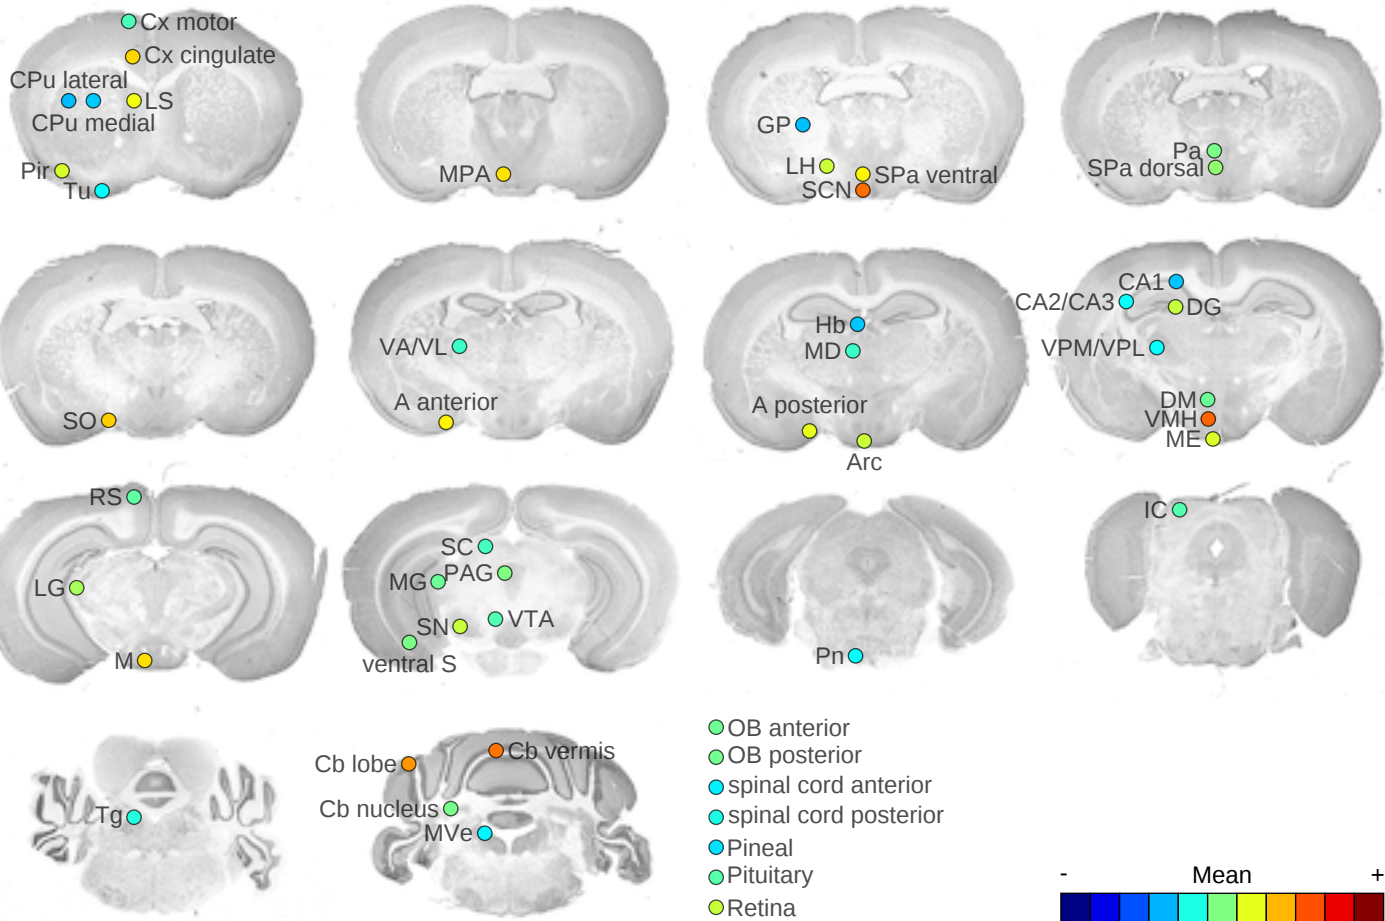 Cx motor
Cx cingulate
CPu lateral
LS
CPu medial
Pir
Tu
MPA
GP
LH
SPa ventral
SCN
Pa
SPa dorsal
SO
VA/VL
A anterior
Hb
MD
A posterior
Arc
CA1
CA2/CA3
DG
VPM/VPL
DM
VMH
ME
RS
LG
M
SC
MG
PAG
SN
VTA
ventral S
Pn
IC
Tg
Cb lobe
Cb vermis
Cb nucleus
MVe
OB anterior
OB posterior
spinal cord anterior
spinal cord posterior
Pineal
Pituitary
Retina
- Mean +